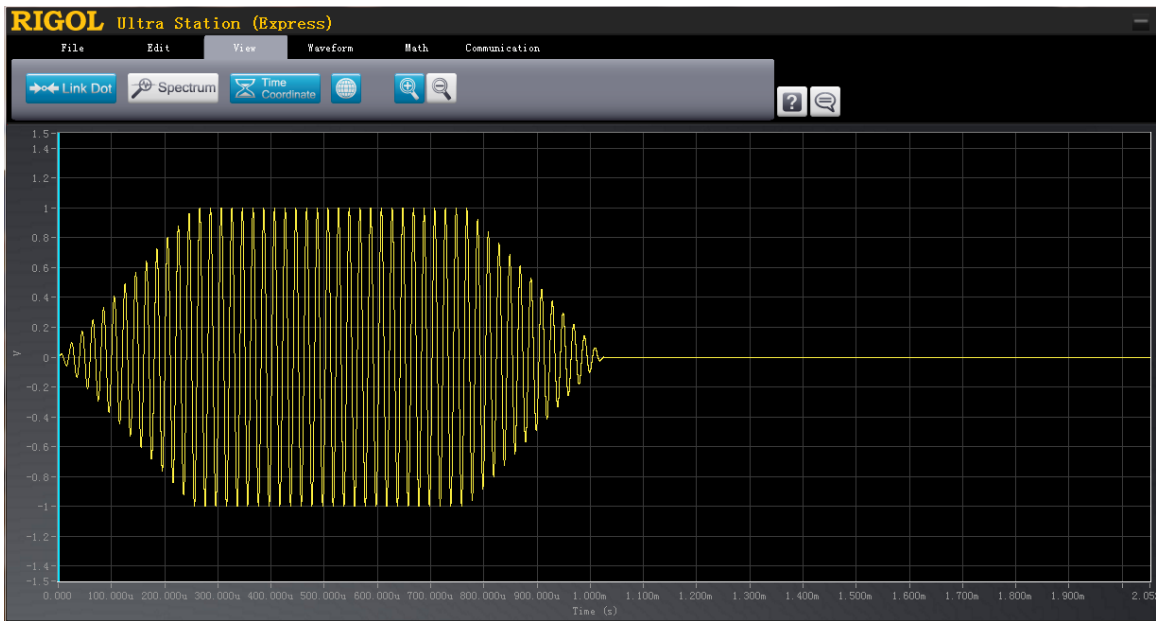 RIGOL Ultra Station (Express)
File Edit View Waveform Math Communication
Link Dot Spectrum Time Coordinate
1.5
1.4
1.2
1
0.8
0.6
0.4
0.2
V 0
-0.2
-0.4
-0.6
-0.8
-1
-1.2
-1.4
-1.5
0.000 100.000u 200.000u 300.000u 400.000u 500.000u 600.000u 700.000u 800.000u 900.000u 1.000m 1.100m 1.200m 1.300m 1.400m 1.500m 1.600m 1.700m 1.800m 1.900m
Time (s)